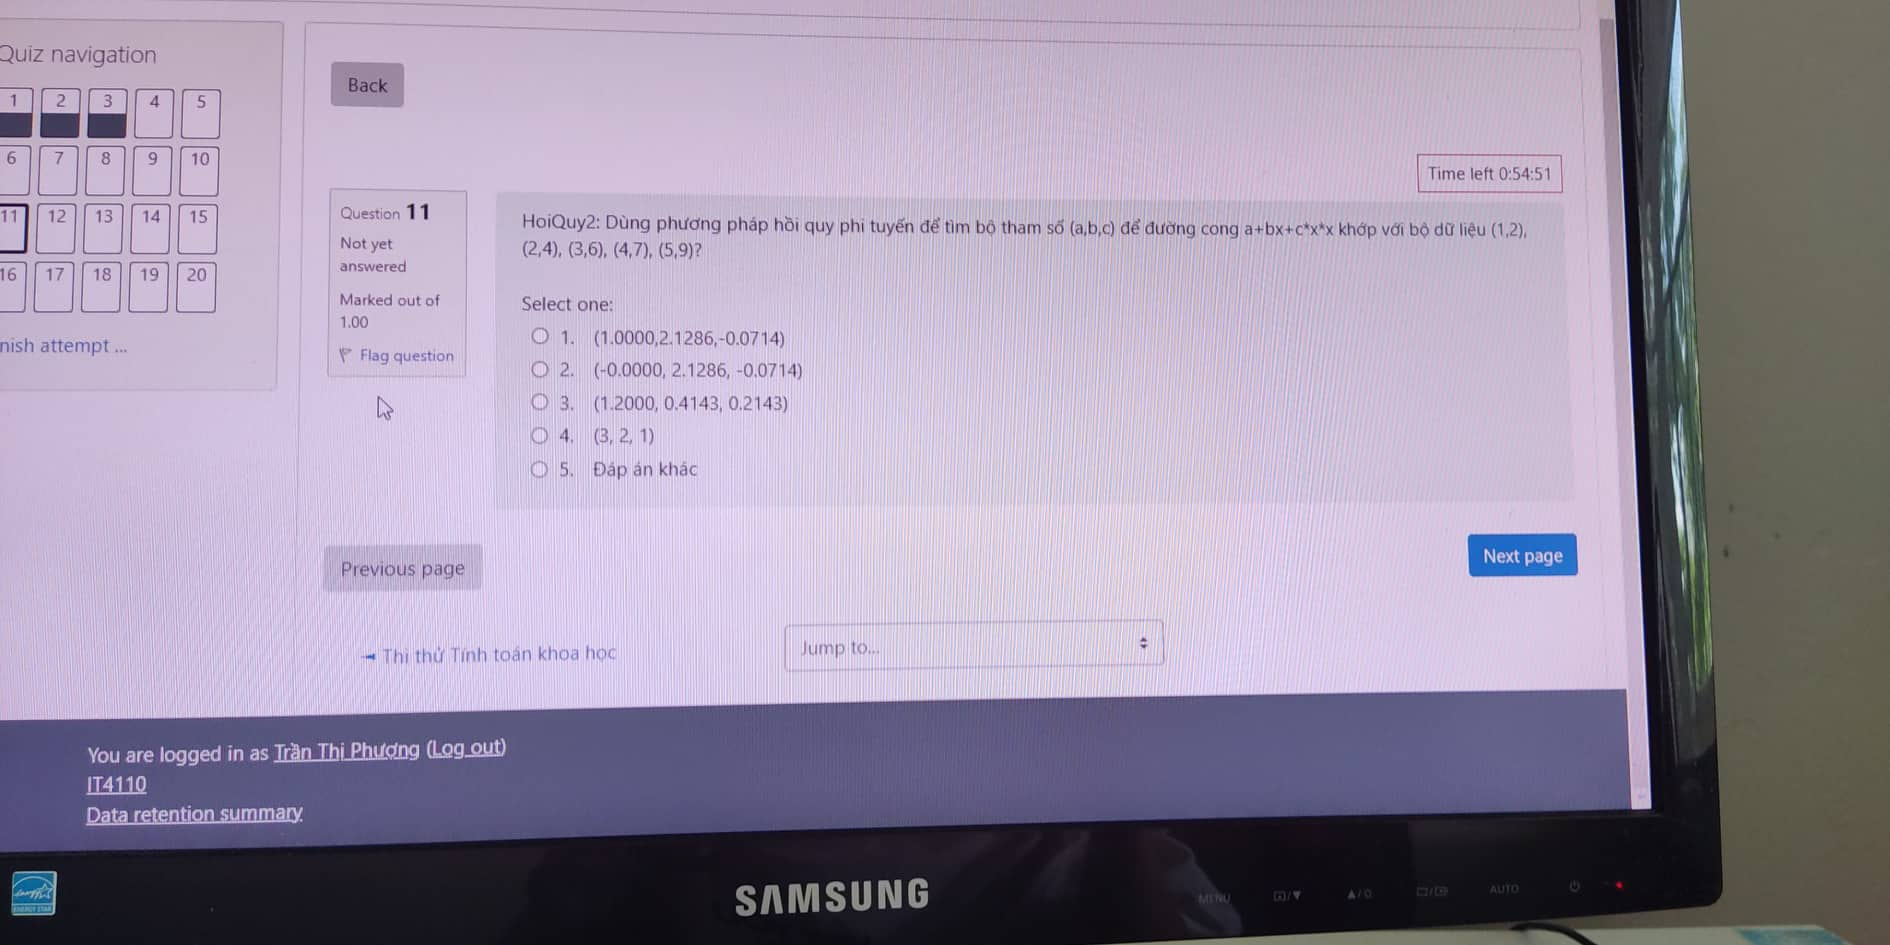 Quiz navigation
1 2 3 4 5
6 7 8 9 10
11 12 13 14 15
16 17 18 19 20
nish attempt ...
Back
Time left 0:54:51
Question 11
Not yet
answered
Marked out of
1.00
Flag question
HoiQuy2: Dùng phương pháp hồi quy phi tuyến để tìm bộ tham số (a,b,c) để đường cong a+bx+c*x*x khớp với bộ dữ liệu (1,2),
(2,4), (3,6), (4,7), (5,9)?
Select one:
1. (1.0000,2.1286,-0.0714)
2. (-0.0000, 2.1286, -0.0714)
3. (1.2000, 0.4143, 0.2143)
4. (3, 2, 1)
5. Đáp án khác
Previous page
Next page
Thi thử Tính toán khoa học
Jump to...
You are logged in as Trần Thị Phượng (Log out)
IT4110
Data retention summary
ENERGY STAR
SAMSUNG
MENU
AUTO